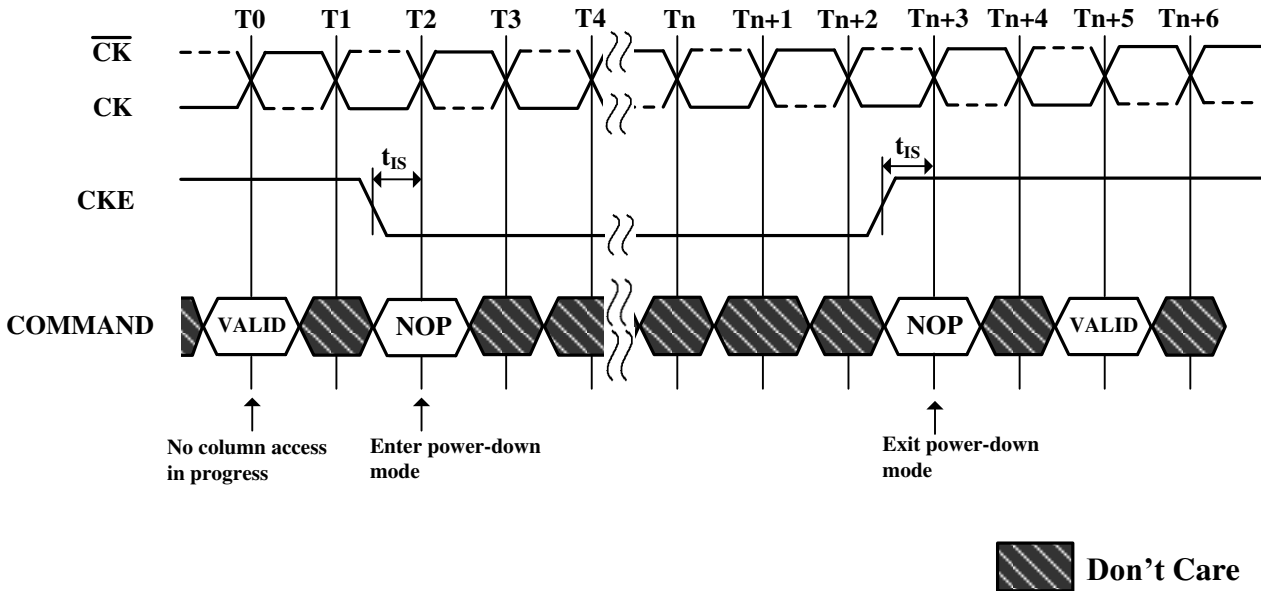 T0 T1 T2 T3 T4 Tn Tn+1 Tn+2 Tn+3 Tn+4 Tn+5 Tn+6
C̅K̅
CK
tIS tIS
CKE
COMMAND VALID NOP NOP VALID
No column access
in progress
Enter power-down
mode
Exit power-down
mode
Don't Care